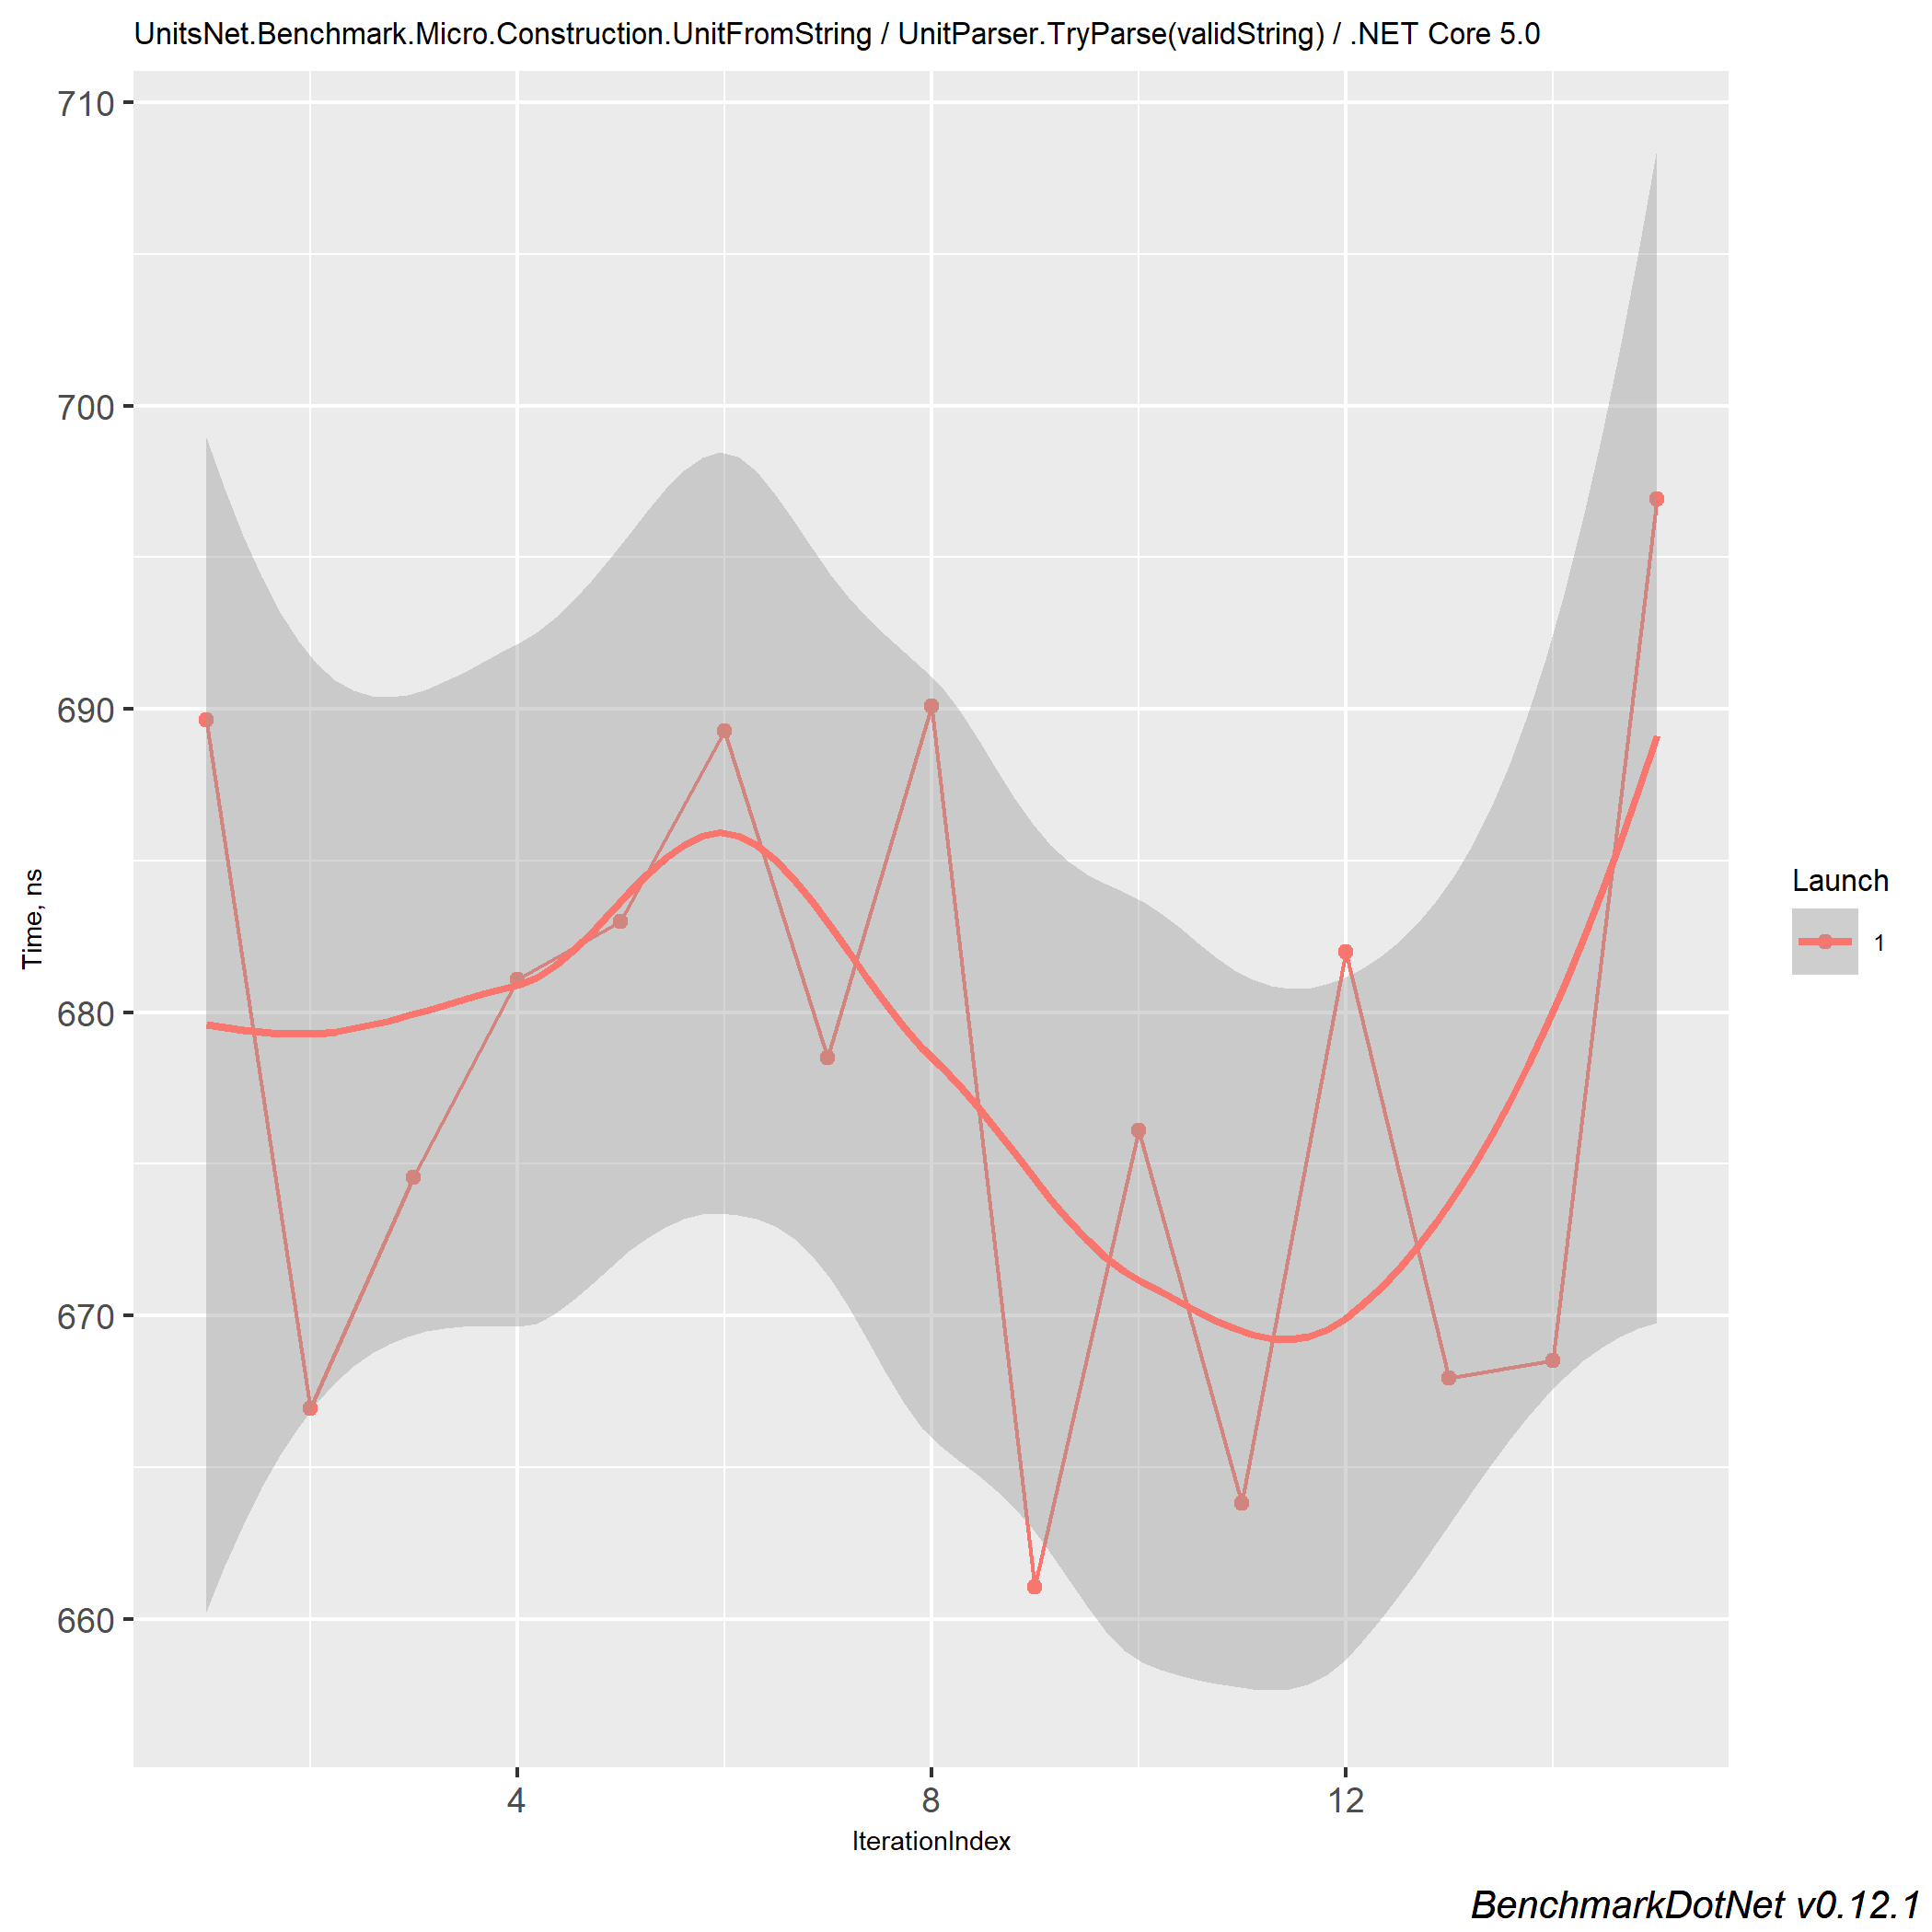 UnitsNet.Benchmark.Micro.Construction.UnitFromString / UnitParser.TryParse(validString) / .NET Core 5.0
710
700
690
680
670
660
Time, ns
4
8
12
IterationIndex
Launch
1
BenchmarkDotNet v0.12.1